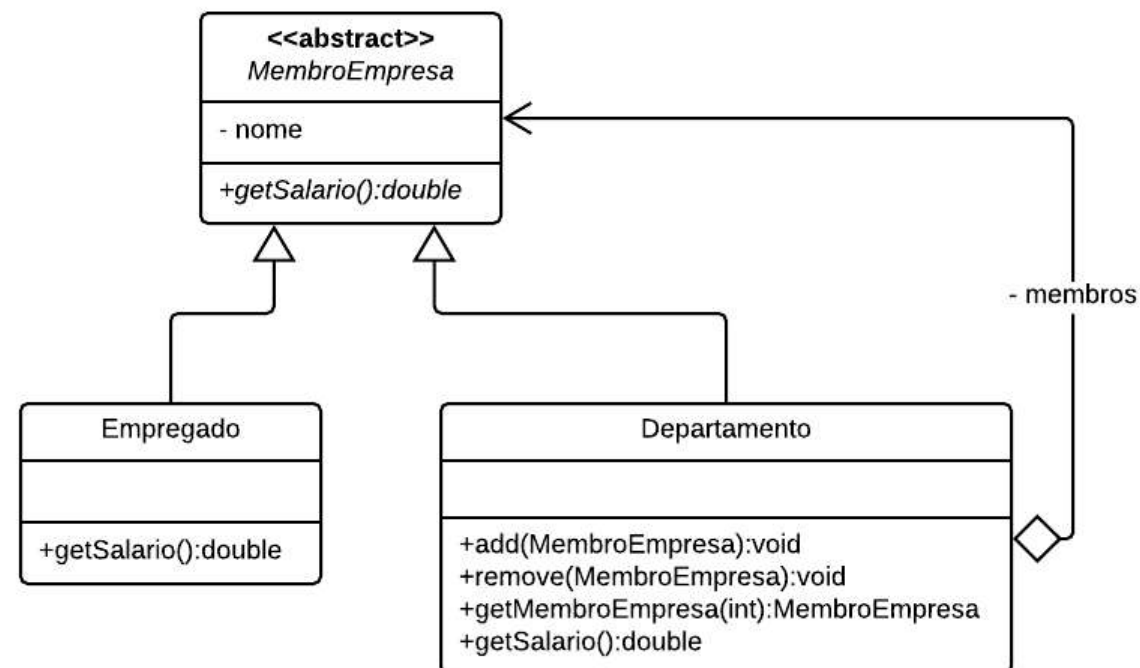 <<abstract>>
MembroEmpresa
- nome
+getSalario():double
- membros
Empregado
+getSalario():double
Departamento
+add(MembroEmpresa):void
+remove(MembroEmpresa):void
+getMembroEmpresa(int):MembroEmpresa
+getSalario():double